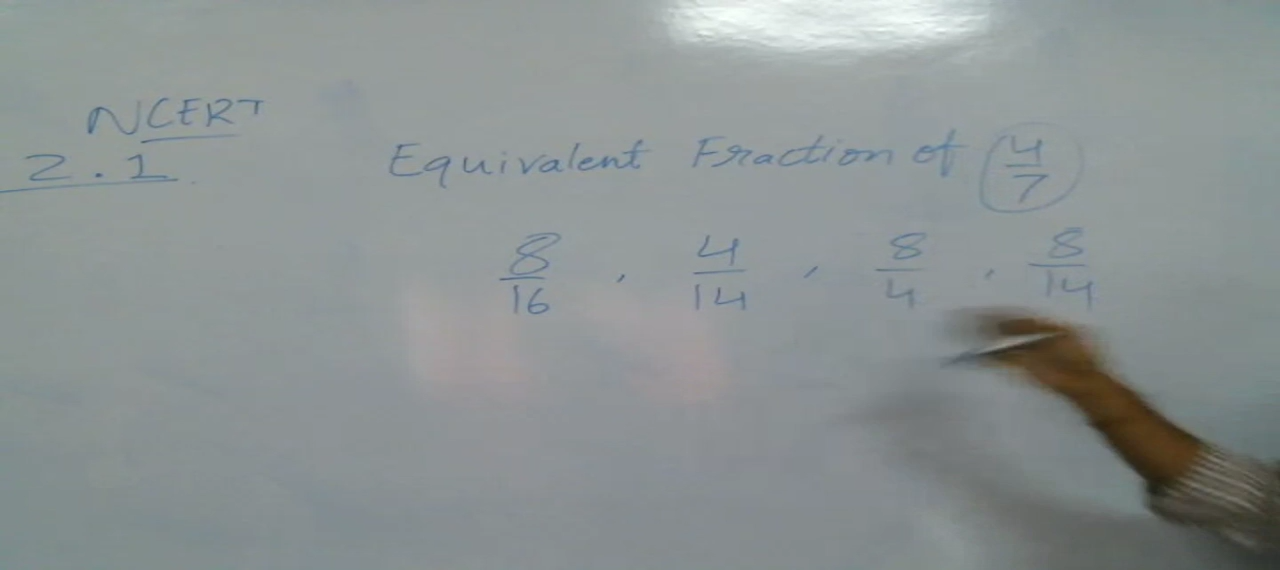 NCERT
2.1
Equivalent Fraction of 4/7
8/16 , 4/14 , 8/4 , 8/14